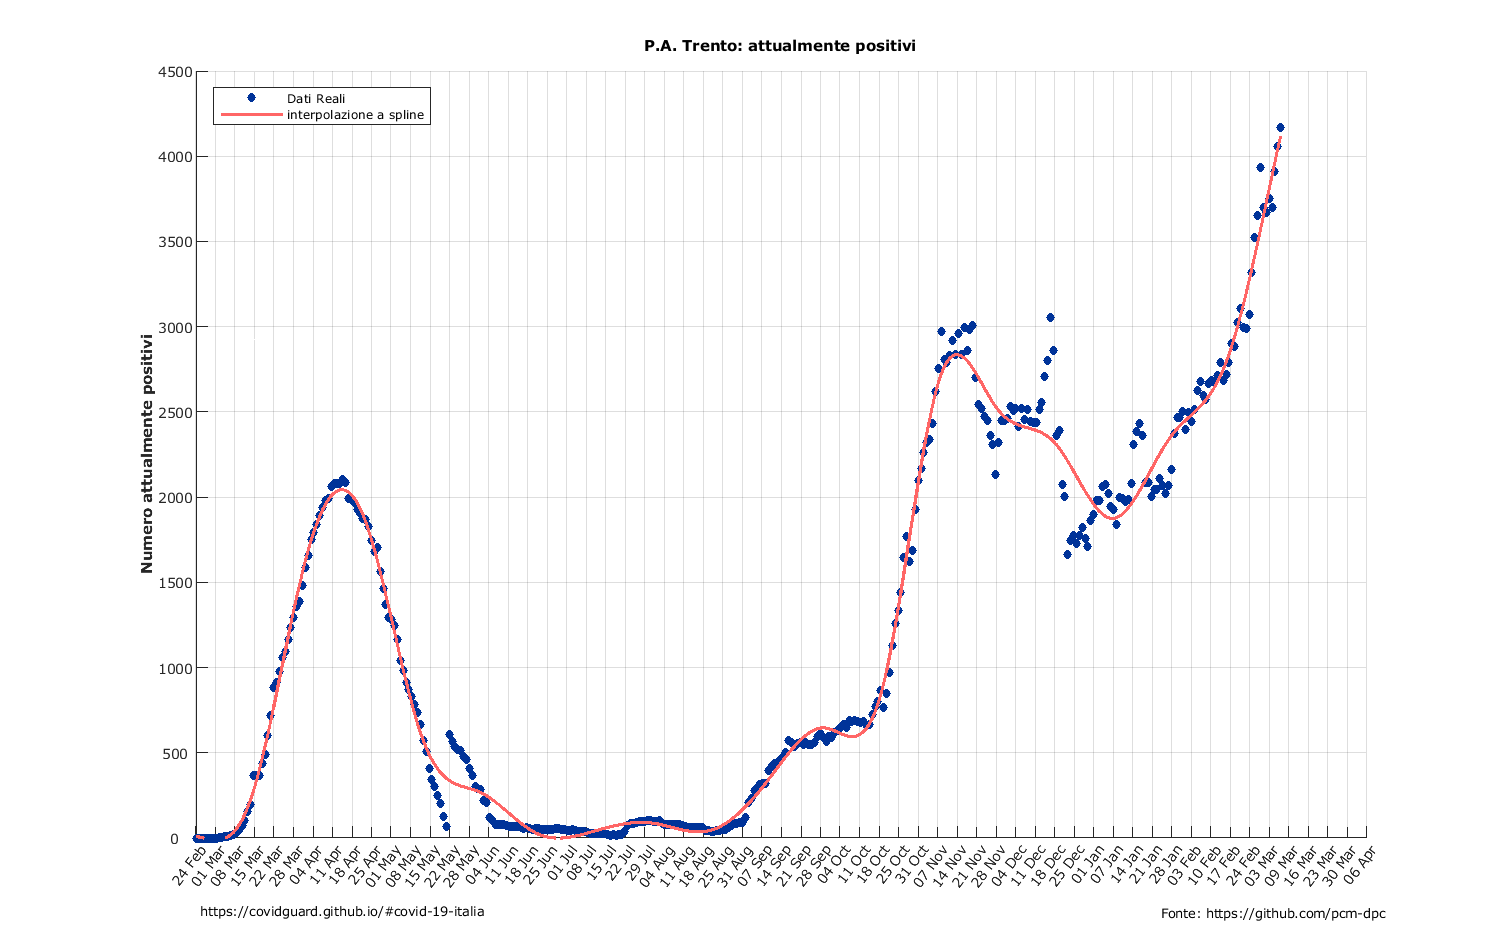 P.A. Trento: attualmente positivi
Dati Reali
interpolazione a spline
Numero attualmente positivi
4500
4000
3500
3000
2500
2000
1500
1000
500
0
24 Feb
01 Mar
08 Mar
15 Mar
22 Mar
28 Mar
04 Apr
11 Apr
18 Apr
25 Apr
01 May
08 May
15 May
22 May
28 May
04 Jun
11 Jun
18 Jun
25 Jun
01 Jul
08 Jul
15 Jul
22 Jul
29 Jul
04 Aug
11 Aug
18 Aug
25 Aug
31 Aug
07 Sep
14 Sep
21 Sep
28 Sep
04 Oct
11 Oct
18 Oct
25 Oct
31 Oct
07 Nov
14 Nov
21 Nov
28 Nov
04 Dec
11 Dec
18 Dec
25 Dec
01 Jan
07 Jan
14 Jan
21 Jan
28 Jan
03 Feb
10 Feb
17 Feb
24 Feb
03 Mar
09 Mar
16 Mar
23 Mar
30 Mar
06 Apr
https://covidguard.github.io/#covid-19-italia
Fonte: https://github.com/pcm-dpc